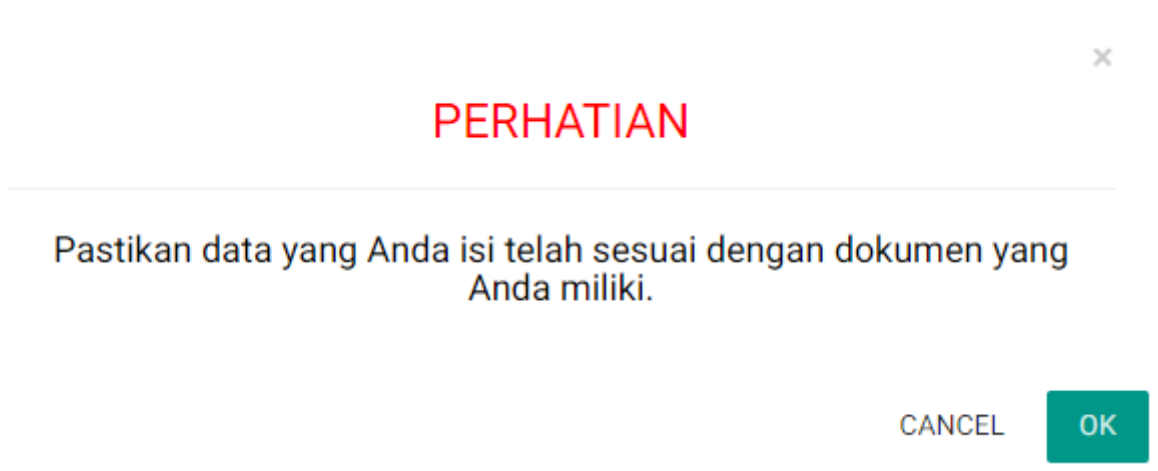 ×
PERHATIAN
Pastikan data yang Anda isi telah sesuai dengan dokumen yang
Anda miliki.
CANCEL OK